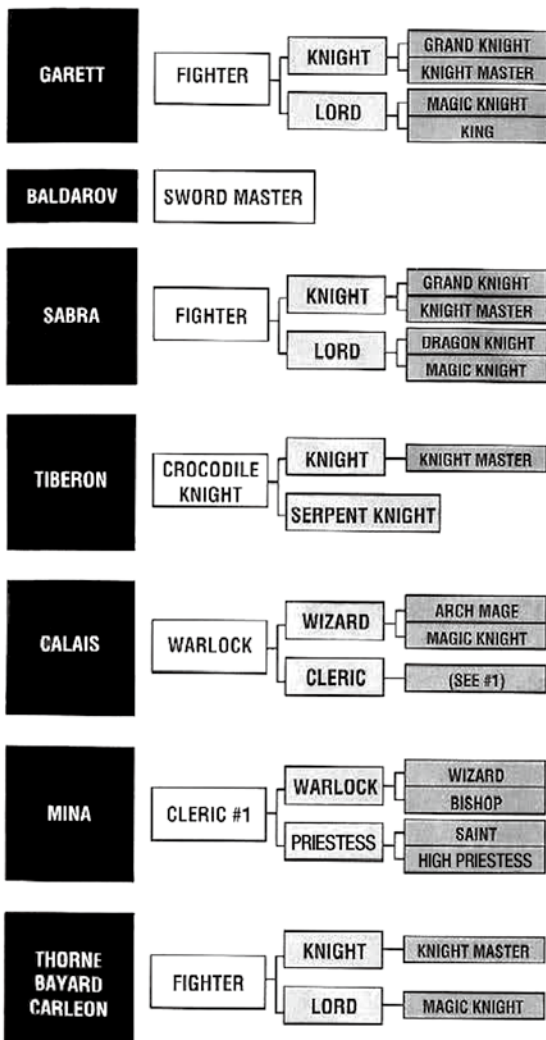 GARETT
FIGHTER
KNIGHT
GRAND KNIGHT
KNIGHT MASTER
LORD
MAGIC KNIGHT
KING
BALDAROV
SWORD MASTER
SABRA
FIGHTER
KNIGHT
GRAND KNIGHT
KNIGHT MASTER
LORD
DRAGON KNIGHT
MAGIC KNIGHT
TIBERON
CROCODILE
KNIGHT
KNIGHT
KNIGHT MASTER
SERPENT KNIGHT
CALAIS
WARLOCK
WIZARD
ARCH MAGE
MAGIC KNIGHT
CLERIC
(SEE #1)
MINA
CLERIC #1
WARLOCK
WIZARD
BISHOP
PRIESTESS
SAINT
HIGH PRIESTESS
THORNE
BAYARD
CARLEON
FIGHTER
KNIGHT
KNIGHT MASTER
LORD
MAGIC KNIGHT